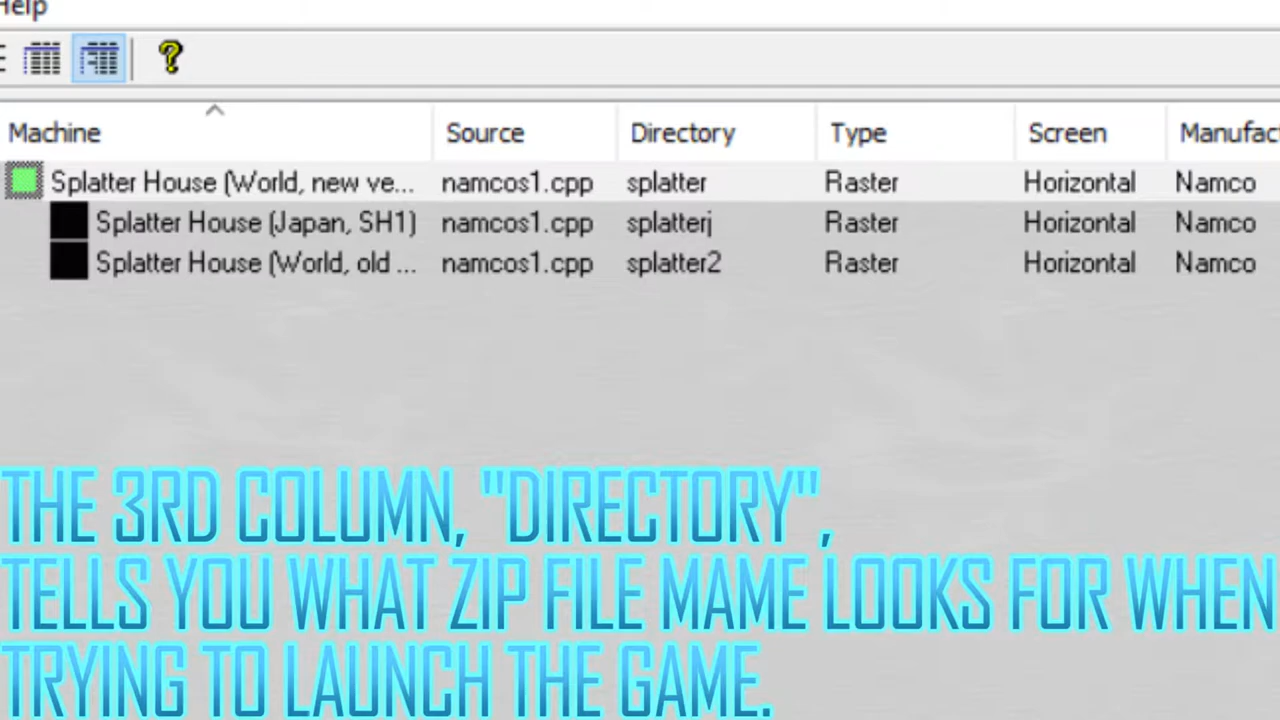 Help
Machine Source Directory Type Screen Manufact
Splatter House (World, new ve... namcos1.cpp splatter Raster Horizontal Namco
Splatter House (Japan, SH1) namcos1.cpp splatterj Raster Horizontal Namco
Splatter House (World, old ... namcos1.cpp splatter2 Raster Horizontal Namco
THE 3RD COLUMN, "DIRECTORY",
TELLS YOU WHAT ZIP FILE MAME LOOKS FOR WHEN
TRYING TO LAUNCH THE GAME.